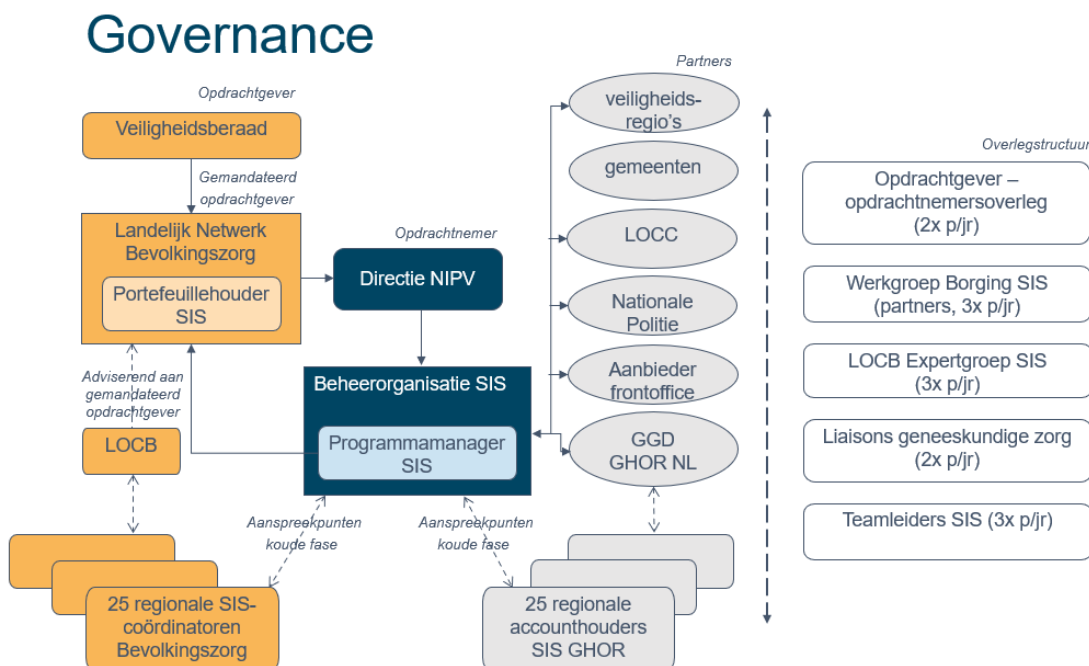 Governance
Opdrachtgever
Veiligheidsberaad
Gemandateerd
opdrachtgever
Landelijk Netwerk
Bevolkingszorg
Portefeuillehouder
SIS
Adviserend aan
gemandateerd
opdrachtgever
LOCB
25 regionale SIS-
coördinatoren
Bevolkingszorg
Opdrachtnemer
Directie NIPV
Beheerorganisatie SIS
Programmamanager
SIS
Aanspreekpunten
koude fase
Aanspreekpunten
koude fase
Partners
veiligheids-
regio's
gemeenten
LOCC
Nationale
Politie
Aanbieder
frontoffice
GGD
GHOR NL
25 regionale
accounthouders
SIS GHOR
Overlegstructuur
Opdrachtgever –
opdrachtnemersoverleg
(2x p/jr)
Werkgroep Borging SIS
(partners, 3x p/jr)
LOCB Expertgroep SIS
(3x p/jr)
Liaisons geneeskundige zorg
(2x p/jr)
Teamleiders SIS (3x p/jr)